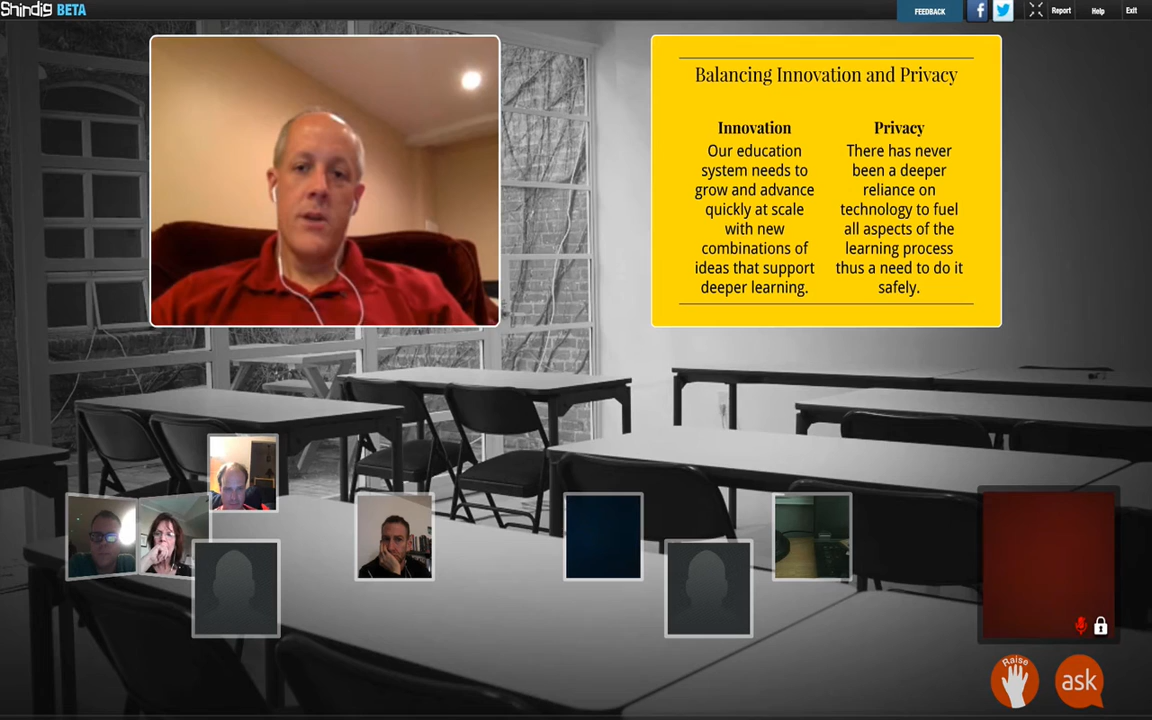 Shindig BETA
FEEDBACK
Report
Help
Exit
Balancing Innovation and Privacy
Innovation
Our education
system needs to
grow and advance
quickly at scale
with new
combinations of
ideas that support
deeper learning.
Privacy
There has never
been a deeper
reliance on
technology to fuel
all aspects of the
learning process
thus a need to do it
safely.
Raise
ask